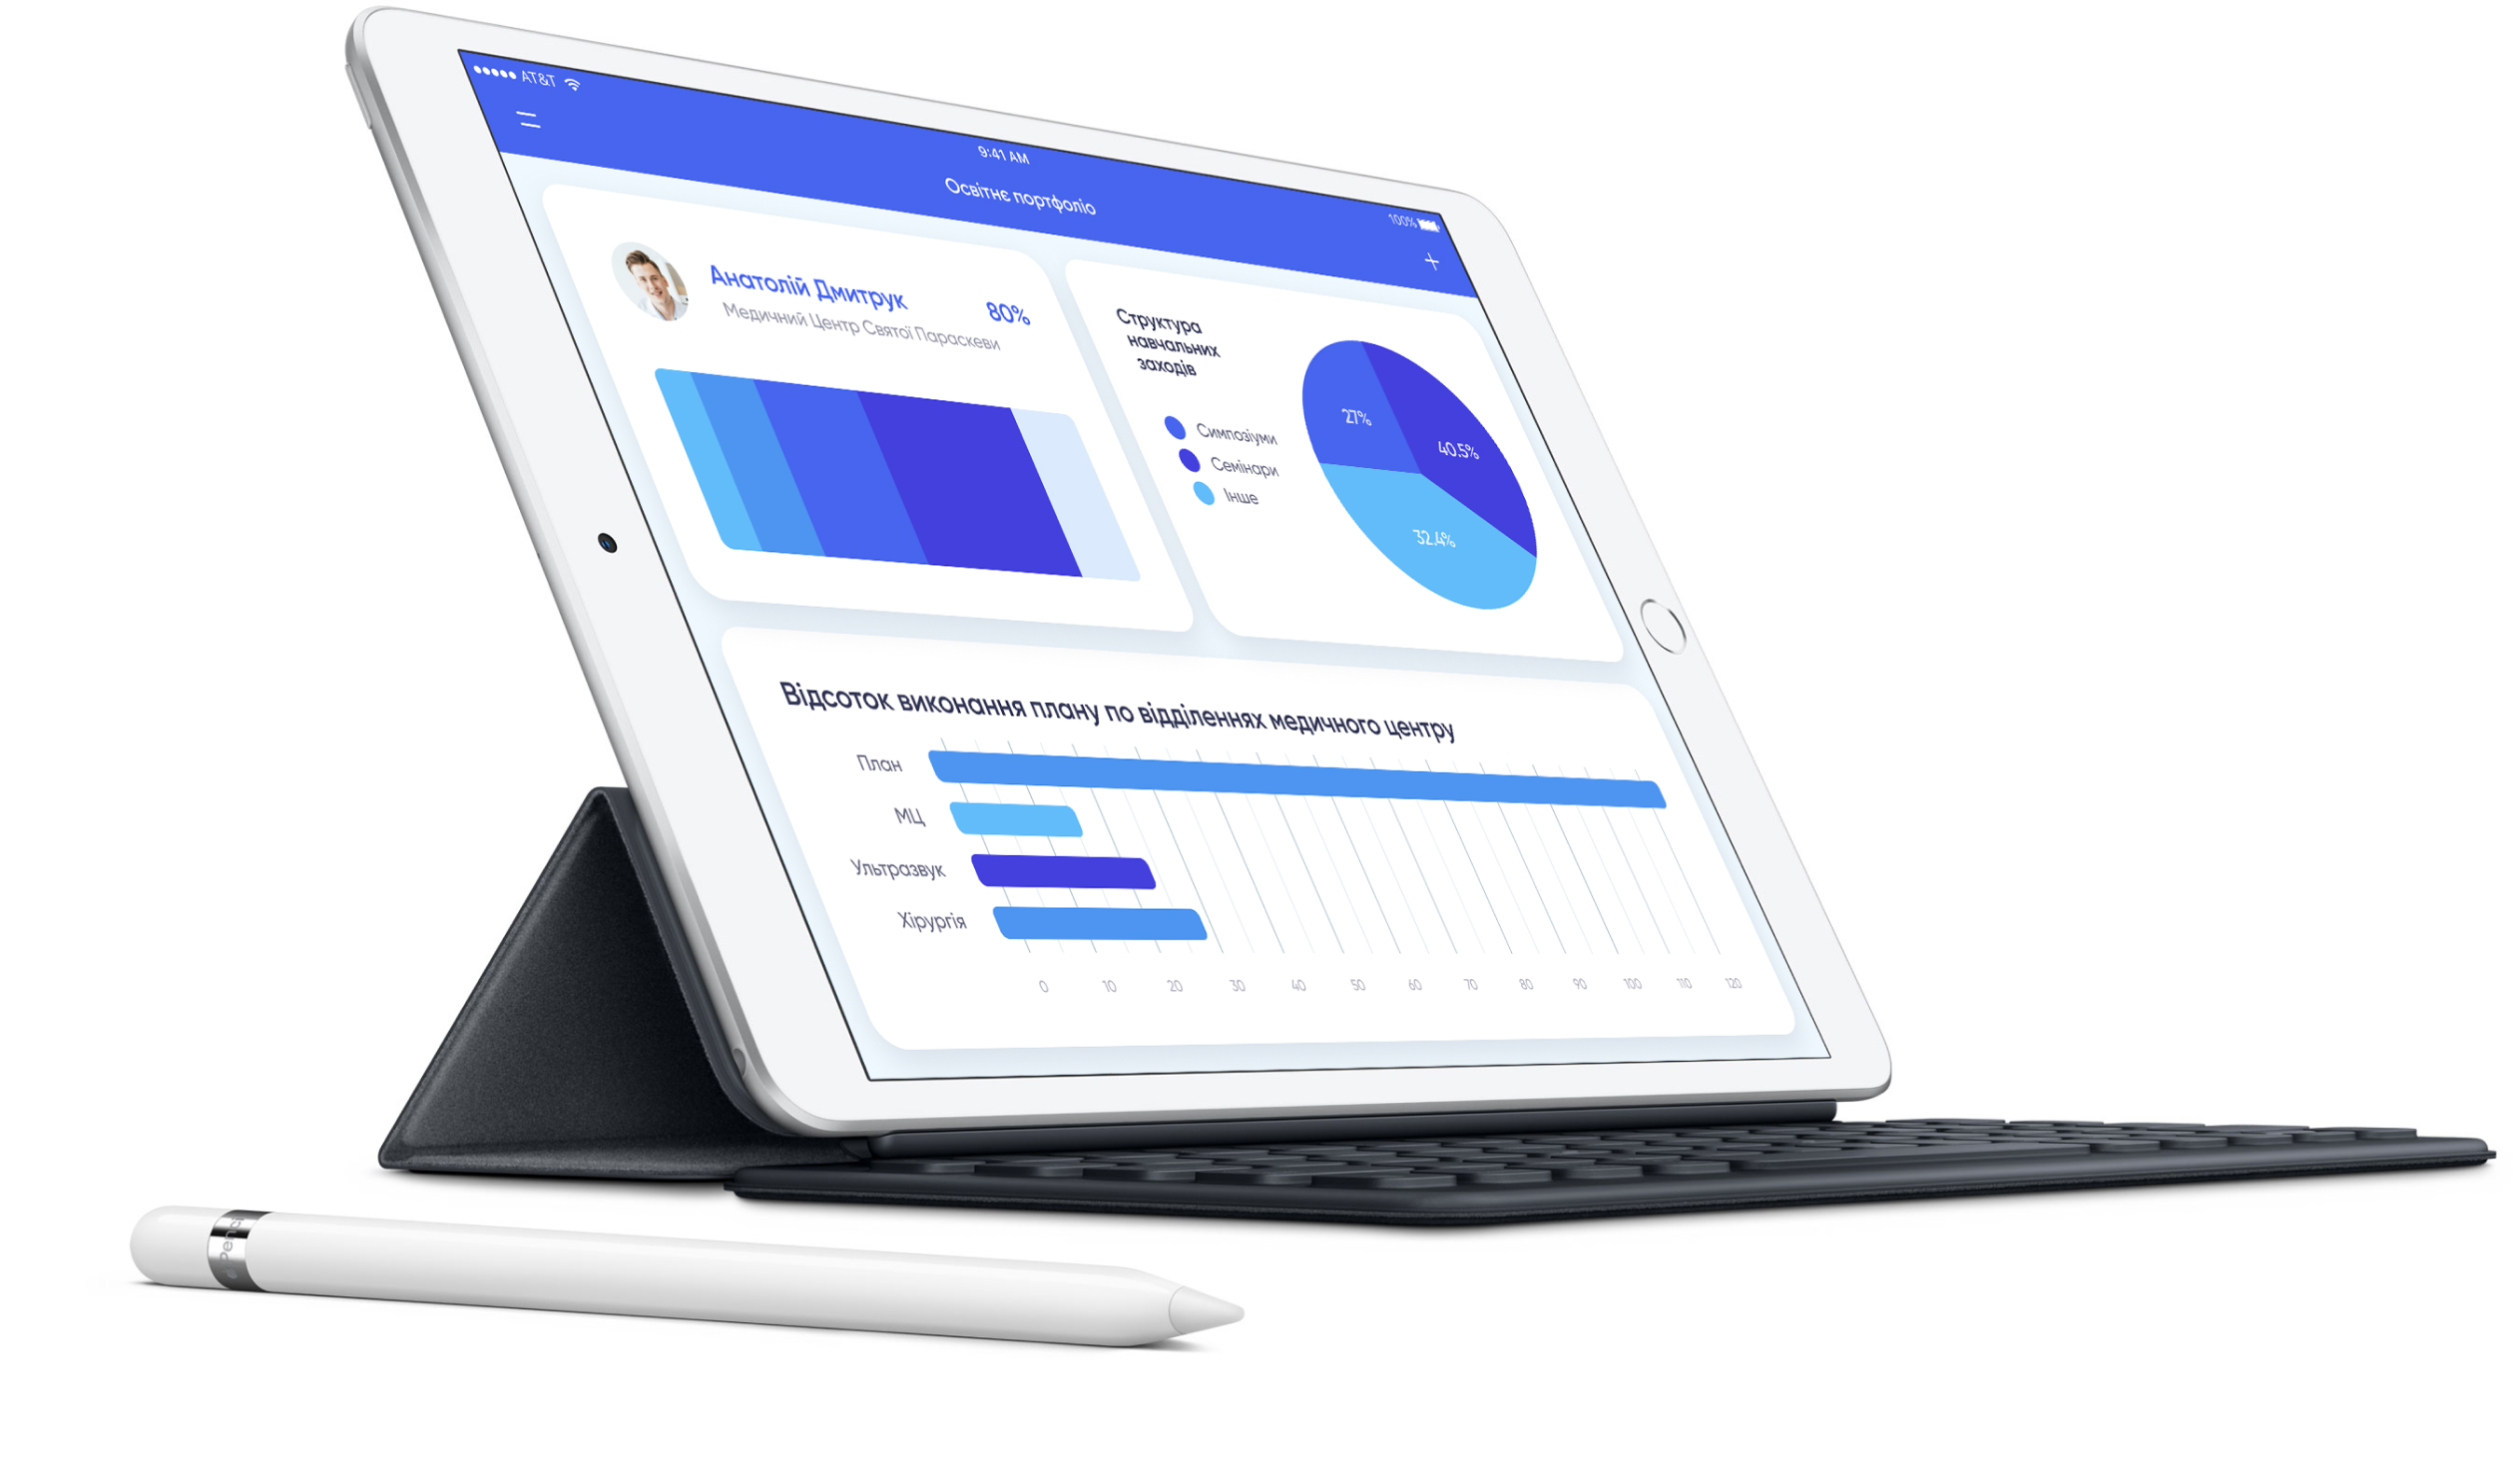 AT&T
9:41 AM
100%
Освітнє портфоліо
Анатолій Дмитрук
80%
Медичний Центр Святої Параскеви
Структура
навчальних
заходів
Симпозіуми
Семінари
Інше
27%
40.5%
32.4%
Відсоток виконання плану по відділеннях медичного центру
План
МЦ
Ультразвук
Хірургія
0 10 20 30 40 50 60 70 80 90 100 110 120
Pencil